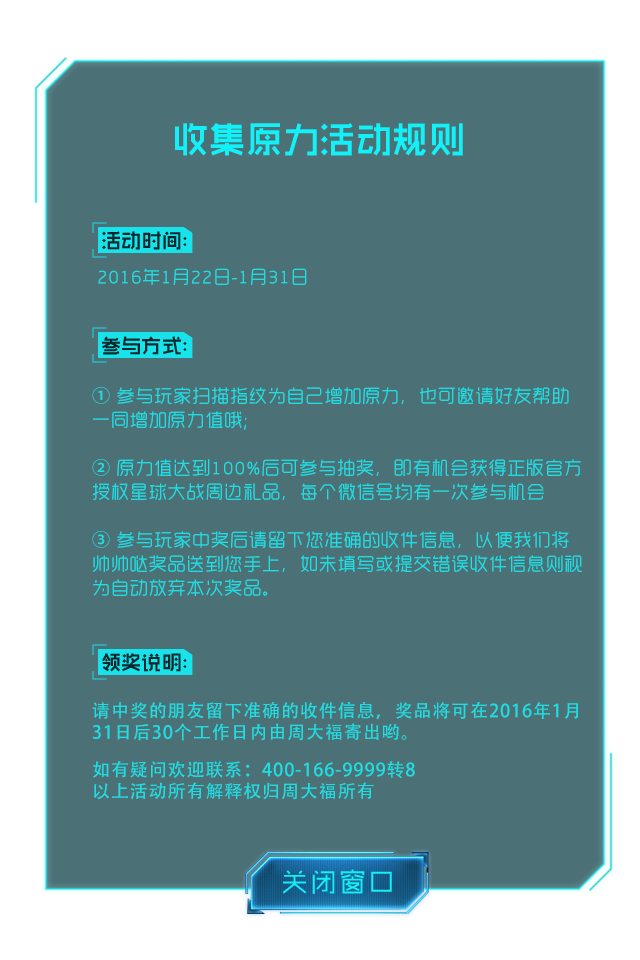 收集原力活动规则
活动时间:
2016年1月22日-1月31日
参与方式:
① 参与玩家扫描指纹为自己增加原力，也可邀请好友帮助
一同增加原力值哦;
② 原力值达到100%后可参与抽奖，即有机会获得正版官方
授权星球大战周边礼品，每个微信号均有一次参与机会
③ 参与玩家中奖后请留下您准确的收件信息，以便我们将
帅帅哒奖品送到您手上，如未填写或提交错误收件信息则视
为自动放弃本次奖品。
领奖说明:
请中奖的朋友留下准确的收件信息，奖品将可在2016年1月
31日后30个工作日内由周大福寄出哟。
如有疑问欢迎联系：400-166-9999转8
以上活动所有解释权归周大福所有
关闭窗口